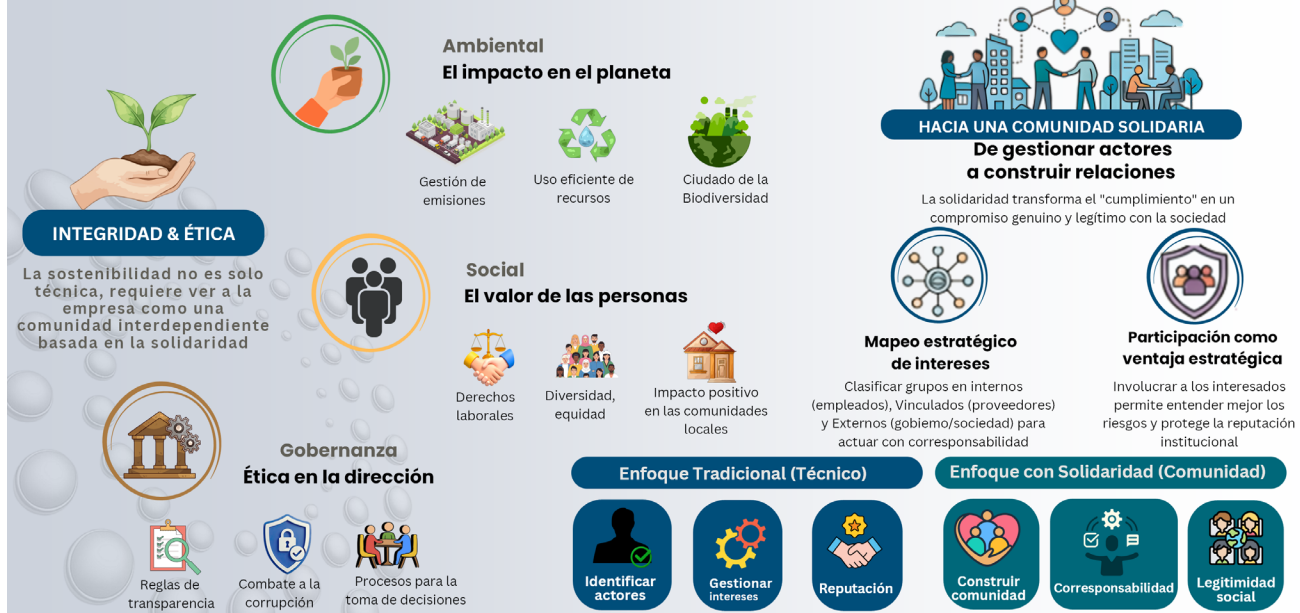 INTEGRIDAD & ÉTICA
La sostenibilidad no es solo
técnica, requiere ver a la
empresa como una
comunidad interdependiente
basada en la solidaridad
Ambiental
El impacto en el planeta
Gestión de
emisiones
Uso eficiente de
recursos
Ciudado de la
Biodiversidad
Social
El valor de las personas
Derechos
laborales
Diversidad,
equidad
Impacto positivo
en las comunidades
locales
Gobernanza
Ética en la dirección
Reglas de
transparencia
Combate a la
corrupción
Procesos para la
toma de decisiones
HACIA UNA COMUNIDAD SOLIDARIA
De gestionar actores
a construir relaciones
La solidaridad transforma el "cumplimiento" en un
compromiso genuino y legítimo con la sociedad
Mapeo estratégico
de intereses
Clasificar grupos en internos
(empleados), Vinculados (proveedores)
y Externos (gobiemo/sociedad) para
actuar con corresponsabilidad
Participación como
ventaja estratégica
Involucrar a los interesados
permite entender mejor los
riesgos y protege la reputación
institucional
Enfoque Tradicional (Técnico)
Identificar
actores
Gestionar
intereses
Reputación
Enfoque con Solidaridad (Comunidad)
Construir
comunidad
Corresponsabilidad
Legitimidad
social